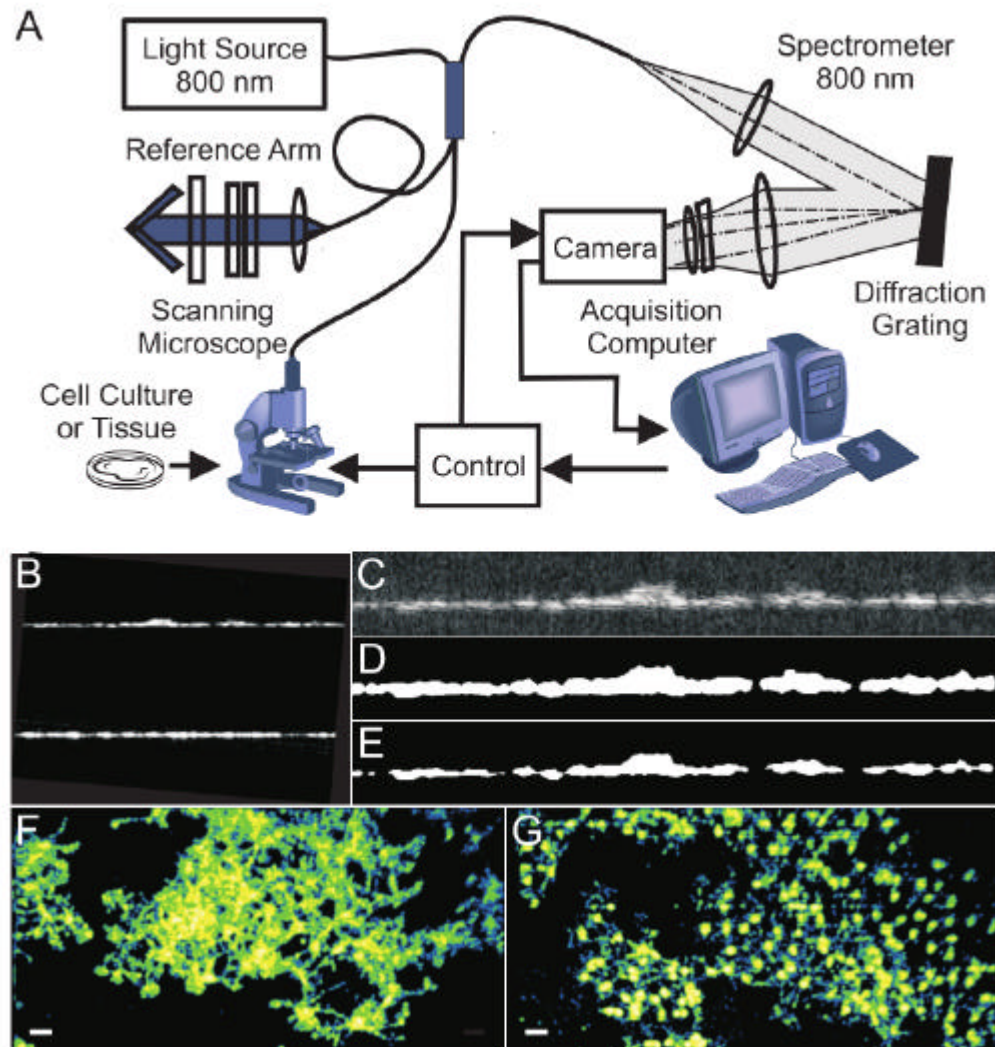 A
Light Source
800 nm
Spectrometer
800 nm
Reference Arm
Camera
Scanning
Microscope
Acquisition
Computer
Diffraction
Grating
Cell Culture
or Tissue
Control
B
C
D
E
F
G